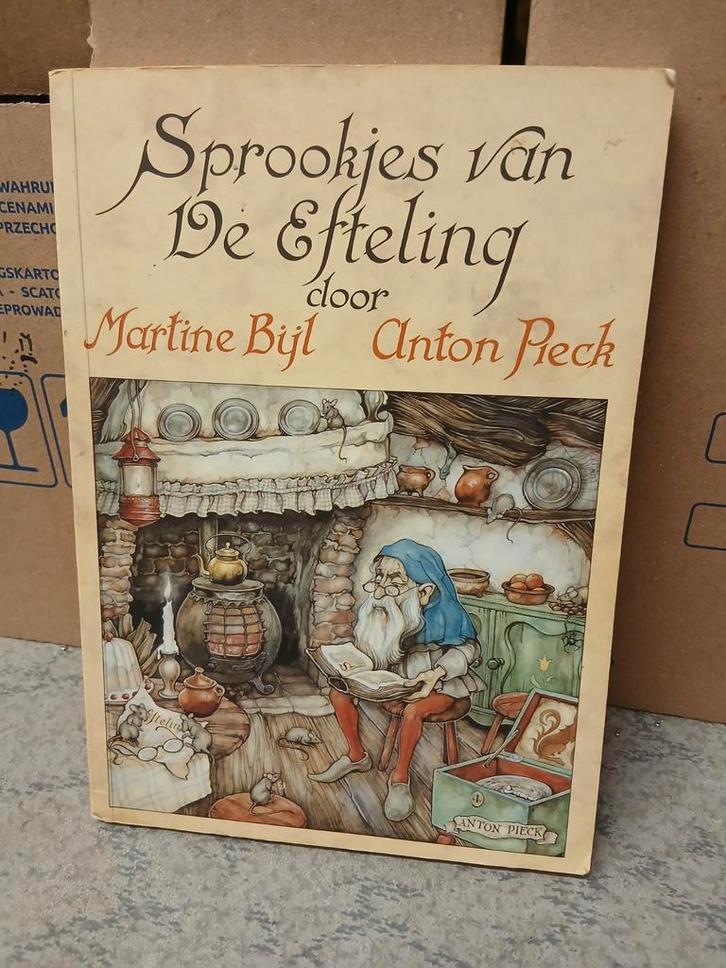 Sprookjes van
De Efteling
door
Martine Bijl Anton Pieck
ANTON PIECK